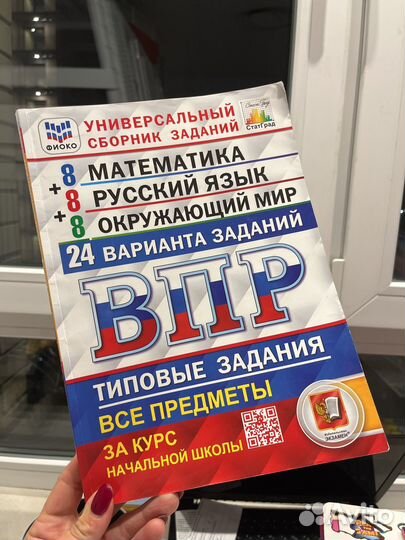 ФИОКО
УНИВЕРСАЛЬНЫЙ
СБОРНИК ЗАДАНИЙ
СтатГрад
8 МАТЕМАТИКА
+8 РУССКИЙ ЯЗЫК
+8 ОКРУЖАЮЩИЙ МИР
24 ВАРИАНТА ЗАДАНИЙ
ВПР
ТИПОВЫЕ ЗАДАНИЯ
ВСЕ ПРЕДМЕТЫ
ЗА КУРС
НАЧАЛЬНОЙ ШКОЛЫ
ЭКЗАМЕН
Avito